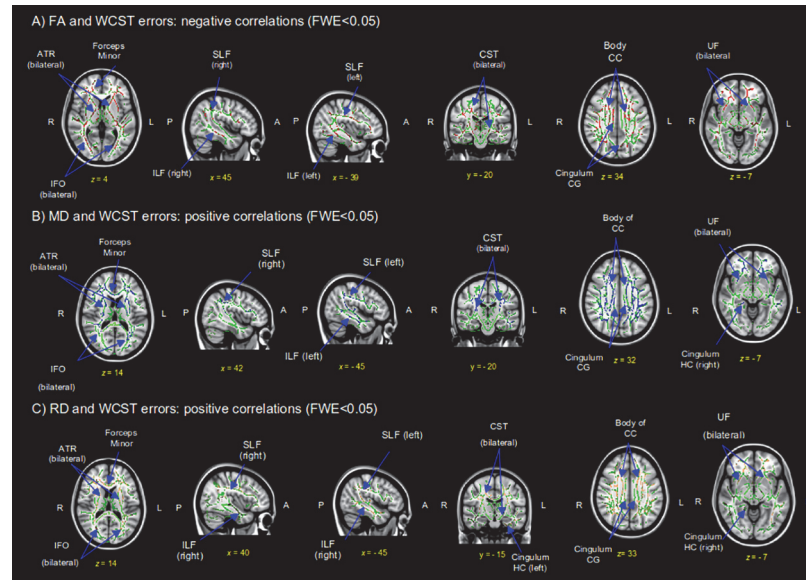 A) FA and WCST errors: negative correlations (FWE<0.05)
ATR
(bilateral)
Forceps
Minor
SLF
(right)
SLF
(left)
CST
(bilateral)
Body
CC
UF
(bilateral
R
L
P
A
P
A
R
L
R
L
R
L
IFO
(bilateral)
z = 4
ILF (right)
x = 45
ILF (left)
x = - 39
y = - 20
Cingulum
CG
z = 34
z = - 7
B) MD and WCST errors: positive correlations (FWE<0.05)
ATR
(bilateral)
Forceps
Minor
SLF
(right)
SLF (left)
CST
(bilateral)
Body of
CC
UF
(bilateral)
R
L
P
A
P
A
R
L
R
L
R
L
IFO
(bilateral)
z = 14
x = 42
ILF (left)
x = - 45
y = - 20
Cingulum
CG
z = 32
Cingulum
HC (right)
z = - 7
C) RD and WCST errors: positive correlations (FWE<0.05)
ATR
(bilateral)
Forceps
Minor
SLF
(right)
SLF (left)
CST
(bilateral)
Body of
CC
UF
(bilateral)
R
L
P
A
P
A
R
L
R
L
R
L
IFO
(bilateral)
z = 14
ILF
(right)
x = 40
ILF
(right)
x = -45
y = - 15
Cingulum
HC (left)
Cingulum
CG
z= 33
Cingulum
HC (right)
z = - 7